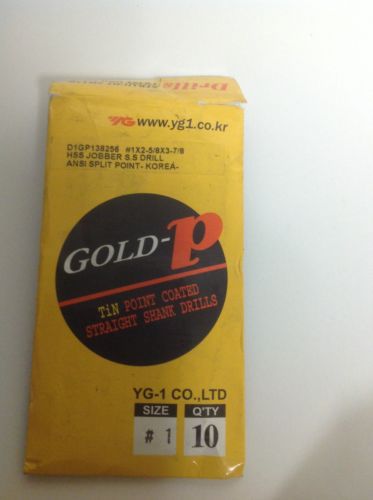 Drills
YG www.yg1.co.kr
D1GP138256 #1X2-5/8X3-7/8
HSS JOBBER S.S DRILL
ANSI SPLIT POINT- KOREA-
GOLD-P
TiN POINT COATED
STRAIGHT SHANK DRILLS
YG-1 CO.,LTD
SIZE Q'TY
# 1 10